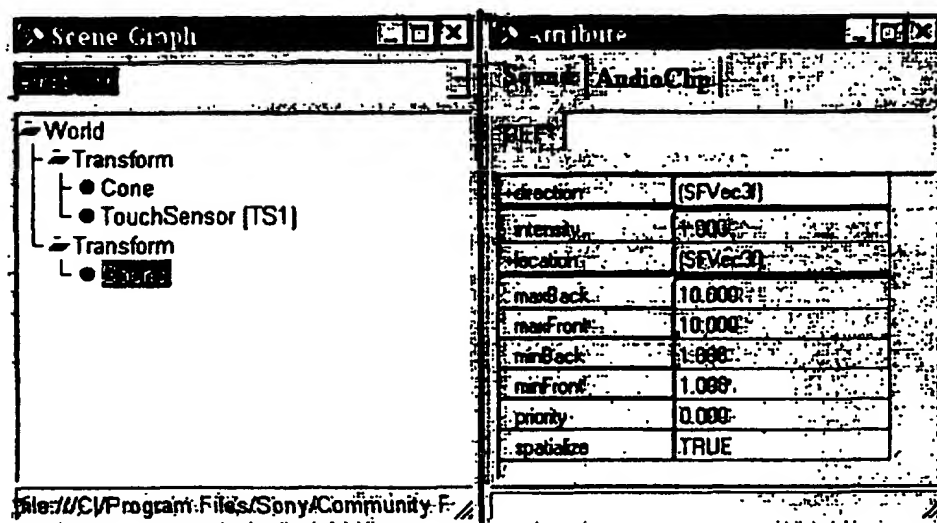 Scene Graph
World
Transform
Cone
TouchSensor (TS1)
Transform
Sound
file:///C|/Program Files/Sony/Community F
Attribute
Sound AudioClip
DEF
+direction (SFVec3f)
intensity 1.000
+location (SFVec3f)
maxBack 10.000
maxFront 10.000
minBack 1.000
minFront 1.000
priority 0.000
spatialize TRUE